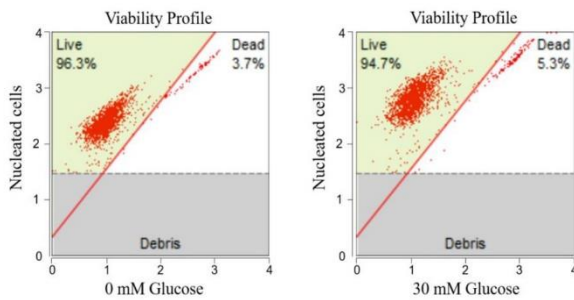 Viability Profile
Live
96.3%
Dead
3.7%
Nucleated cells
4
3
2
1
0
Debris
0 1 2 3 4
0 mM Glucose
Viability Profile
Live
94.7%
Dead
5.3%
Nucleated cells
4
3
2
1
0
Debris
0 1 2 3 4
30 mM Glucose